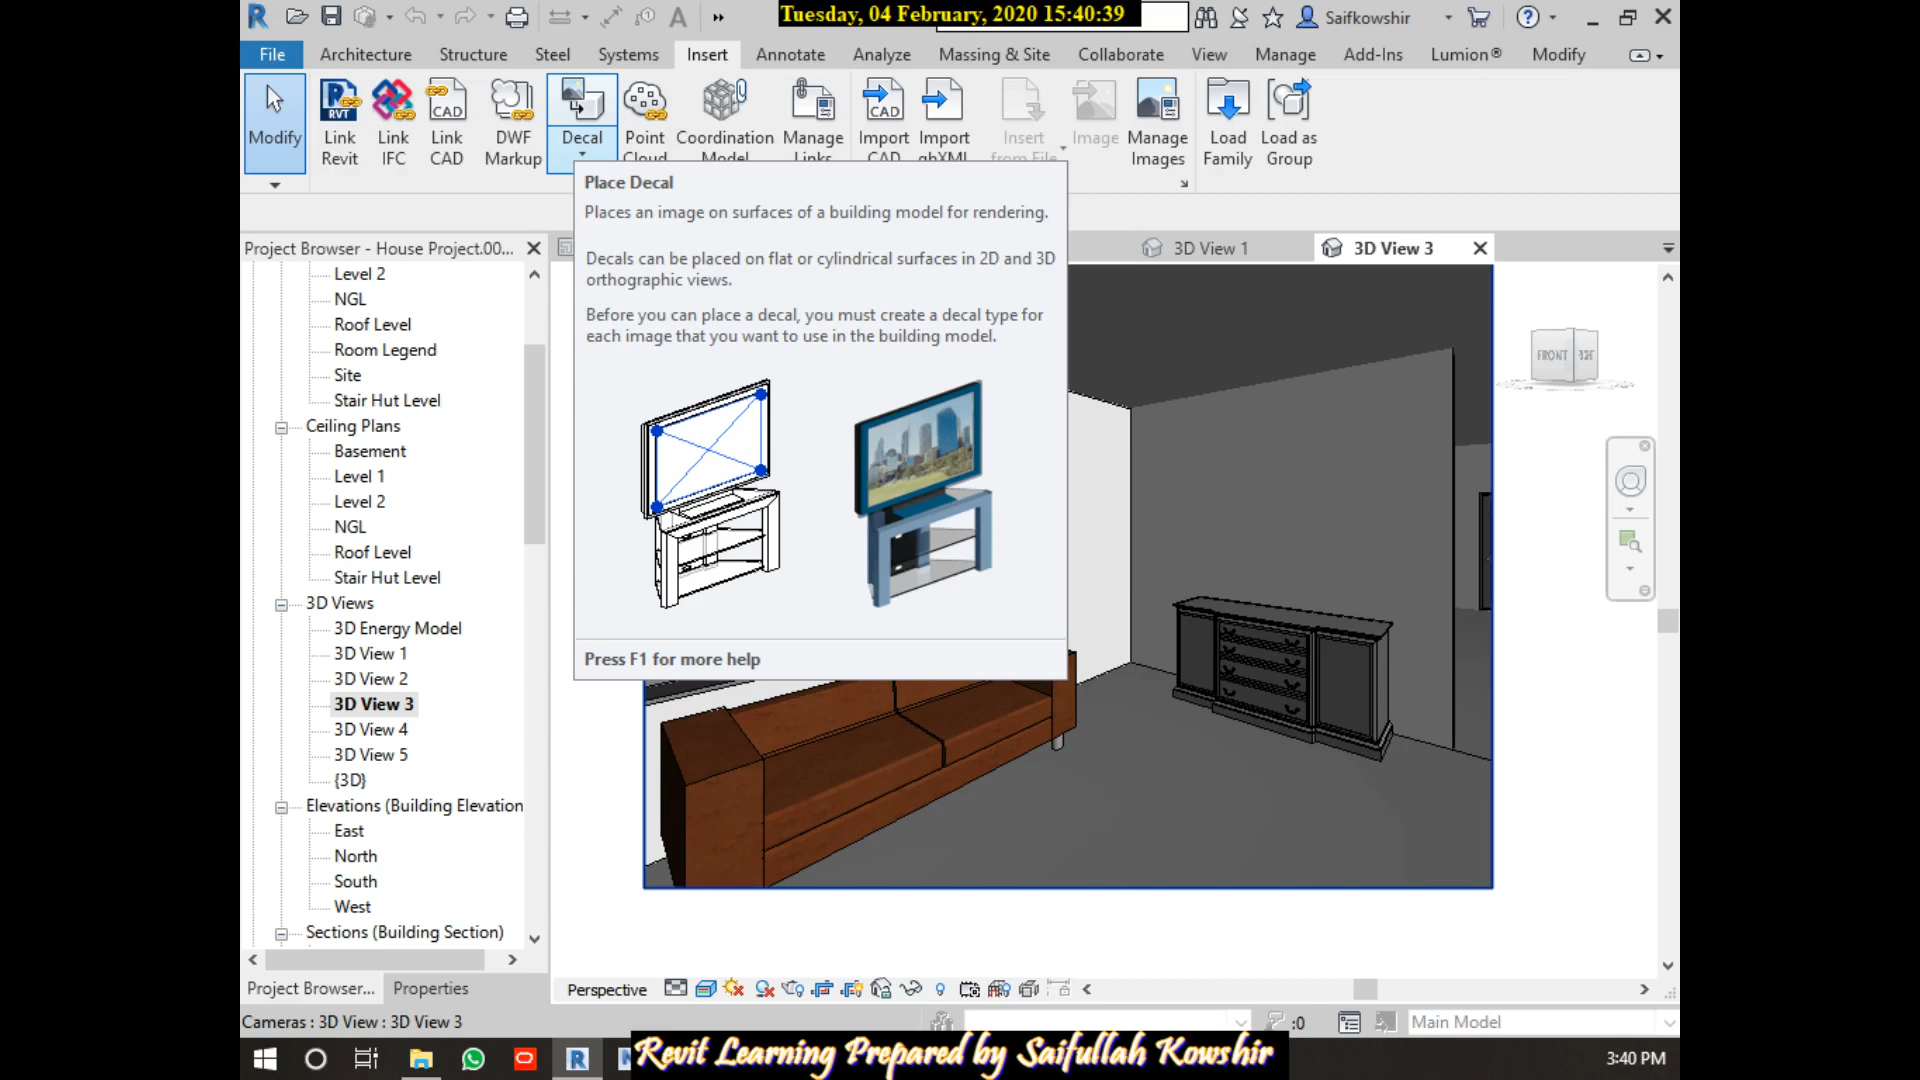 Tuesday, 04 February, 2020 15:40:39
Saifkowshir
File
Architecture
Structure
Steel
Systems
Insert
Annotate
Analyze
Massing & Site
Collaborate
View
Manage
Add-Ins
Lumion®
Modify
Modify
Link
Revit
Link
IFC
Link
CAD
DWF
Markup
Decal
Point
Cloud
Coordination
Model
Manage
Links
Import
CAD
Import
gbXML
Insert
from File
Image
Manage
Images
Load
Family
Load as
Group
Place Decal
Places an image on surfaces of a building model for rendering.
Decals can be placed on flat or cylindrical surfaces in 2D and 3D
orthographic views.
Before you can place a decal, you must create a decal type for
each image that you want to use in the building model.
Press F1 for more help
Project Browser - House Project.00...
3D View 1
3D View 3
Level 2
NGL
Roof Level
Room Legend
Site
Stair Hut Level
Ceiling Plans
Basement
Level 1
Level 2
NGL
Roof Level
Stair Hut Level
3D Views
3D Energy Model
3D View 1
3D View 2
3D View 3
3D View 4
3D View 5
{3D}
Elevations (Building Elevation
East
North
South
West
Sections (Building Section)
FRONT
Project Browser...
Properties
Perspective
Cameras : 3D View : 3D View 3
:0
Main Model
Revit Learning Prepared by Saifullah Kowshir
3:40 PM